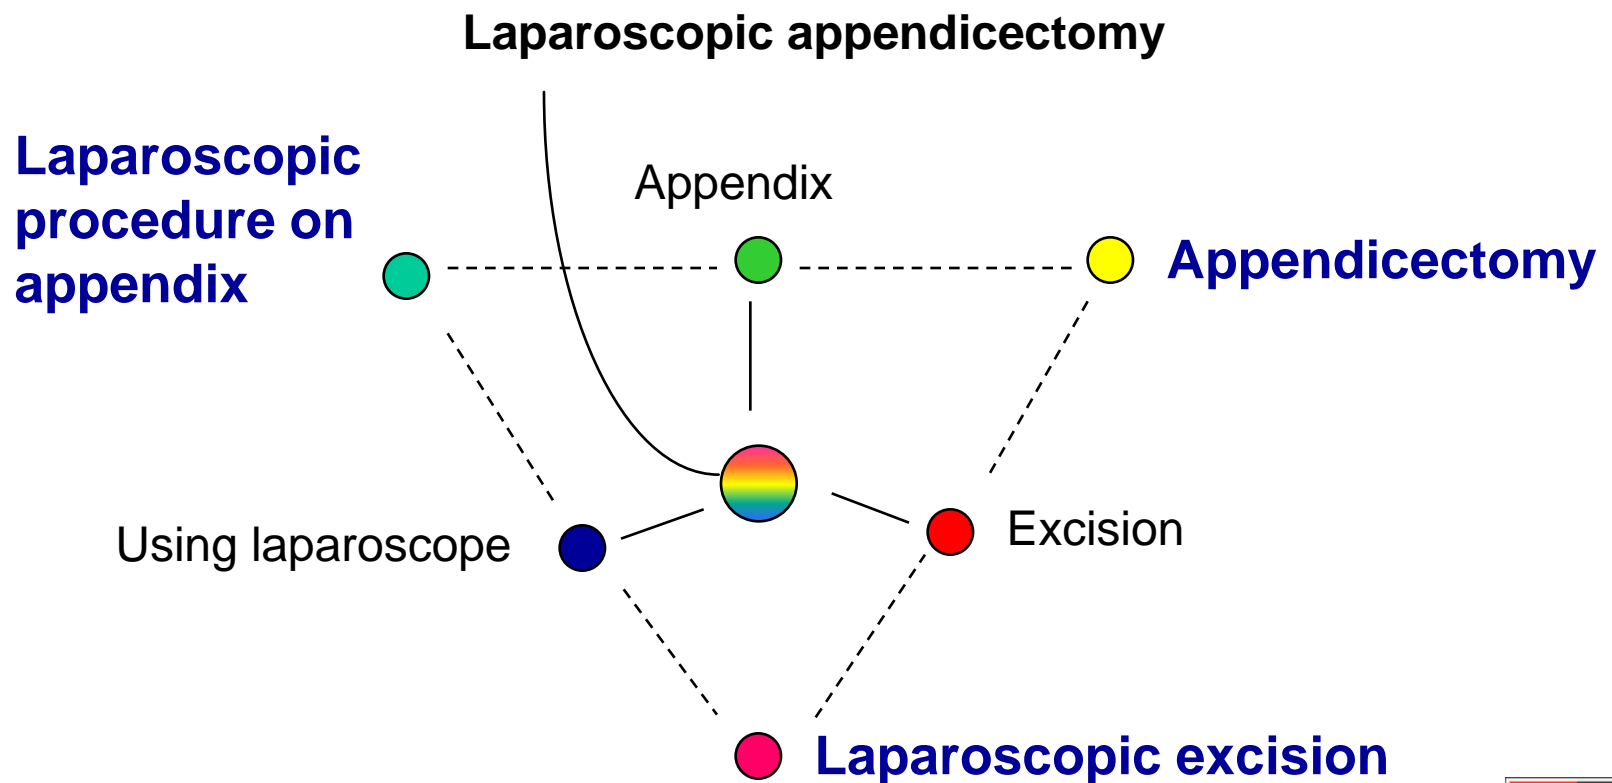 Laparoscopic appendicectomy
Laparoscopic
procedure on
appendix
Appendix
Appendicectomy
Using laparoscope
Excision
Laparoscopic excision